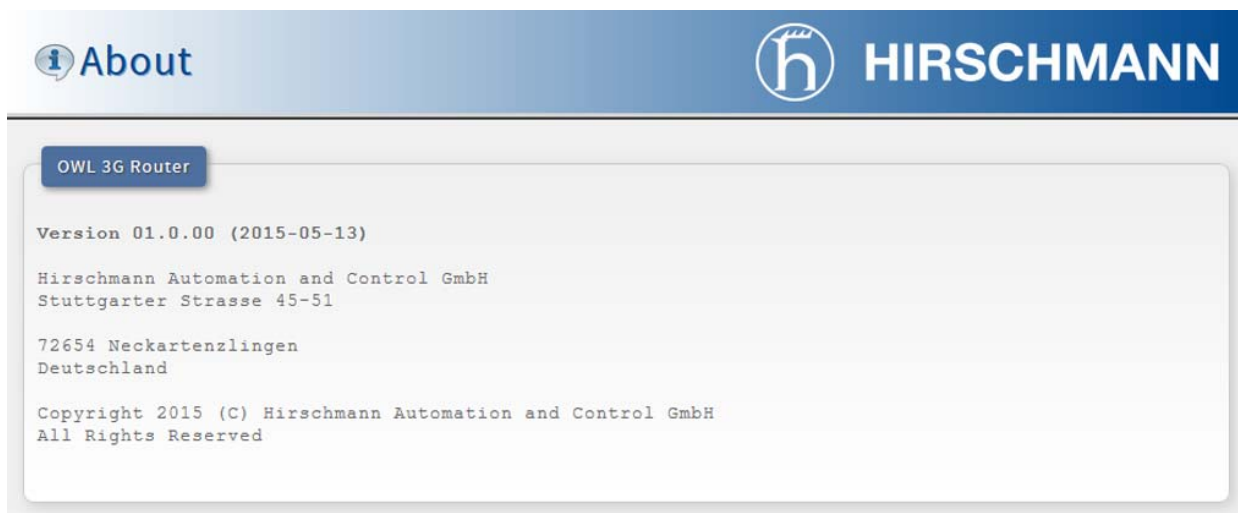 About
HIRSCHMANN
OWL 3G Router
Version 01.0.00 (2015-05-13)
Hirschmann Automation and Control GmbH
Stuttgarter Strasse 45-51
72654 Neckartenzlingen
Deutschland
Copyright 2015 (C) Hirschmann Automation and Control GmbH
All Rights Reserved